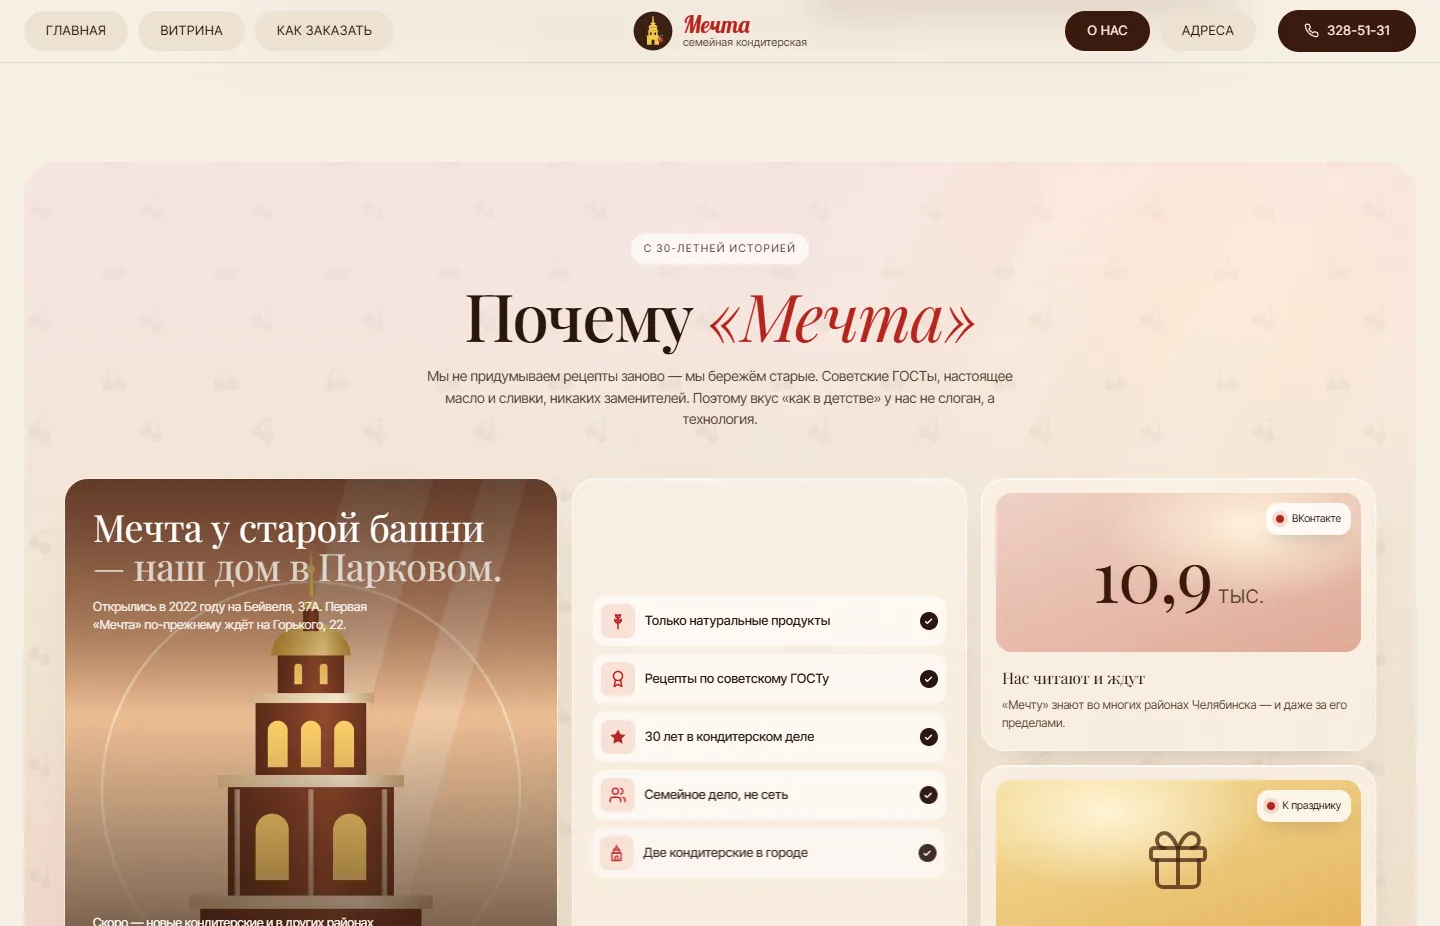 ГЛАВНАЯ
ВИТРИНА
КАК ЗАКАЗАТЬ
Мечта
семейная кондитерская
О НАС
АДРЕСА
328-51-31
С 30-ЛЕТНЕЙ ИСТОРИЕЙ
Почему «Мечта»
Мы не придумываем рецепты заново — мы бережём старые. Советские ГОСТы, настоящее
масло и сливки, никаких заменителей. Поэтому вкус «как в детстве» у нас не слоган, а
технология.
Мечта у старой башни
— наш дом в Парковом.
Открылись в 2022 году на Бейвеля, 37А. Первая
«Мечта» по-прежнему ждёт на Горького, 22.
Скоро — новые кондитерские и в других районах
Только натуральные продукты
Рецепты по советскому ГОСТу
30 лет в кондитерском деле
Семейное дело, не сеть
Две кондитерские в городе
ВКонтакте
10,9 ТЫС.
Нас читают и ждут
«Мечту» знают во многих районах Челябинска — и даже за его
пределами.
К празднику